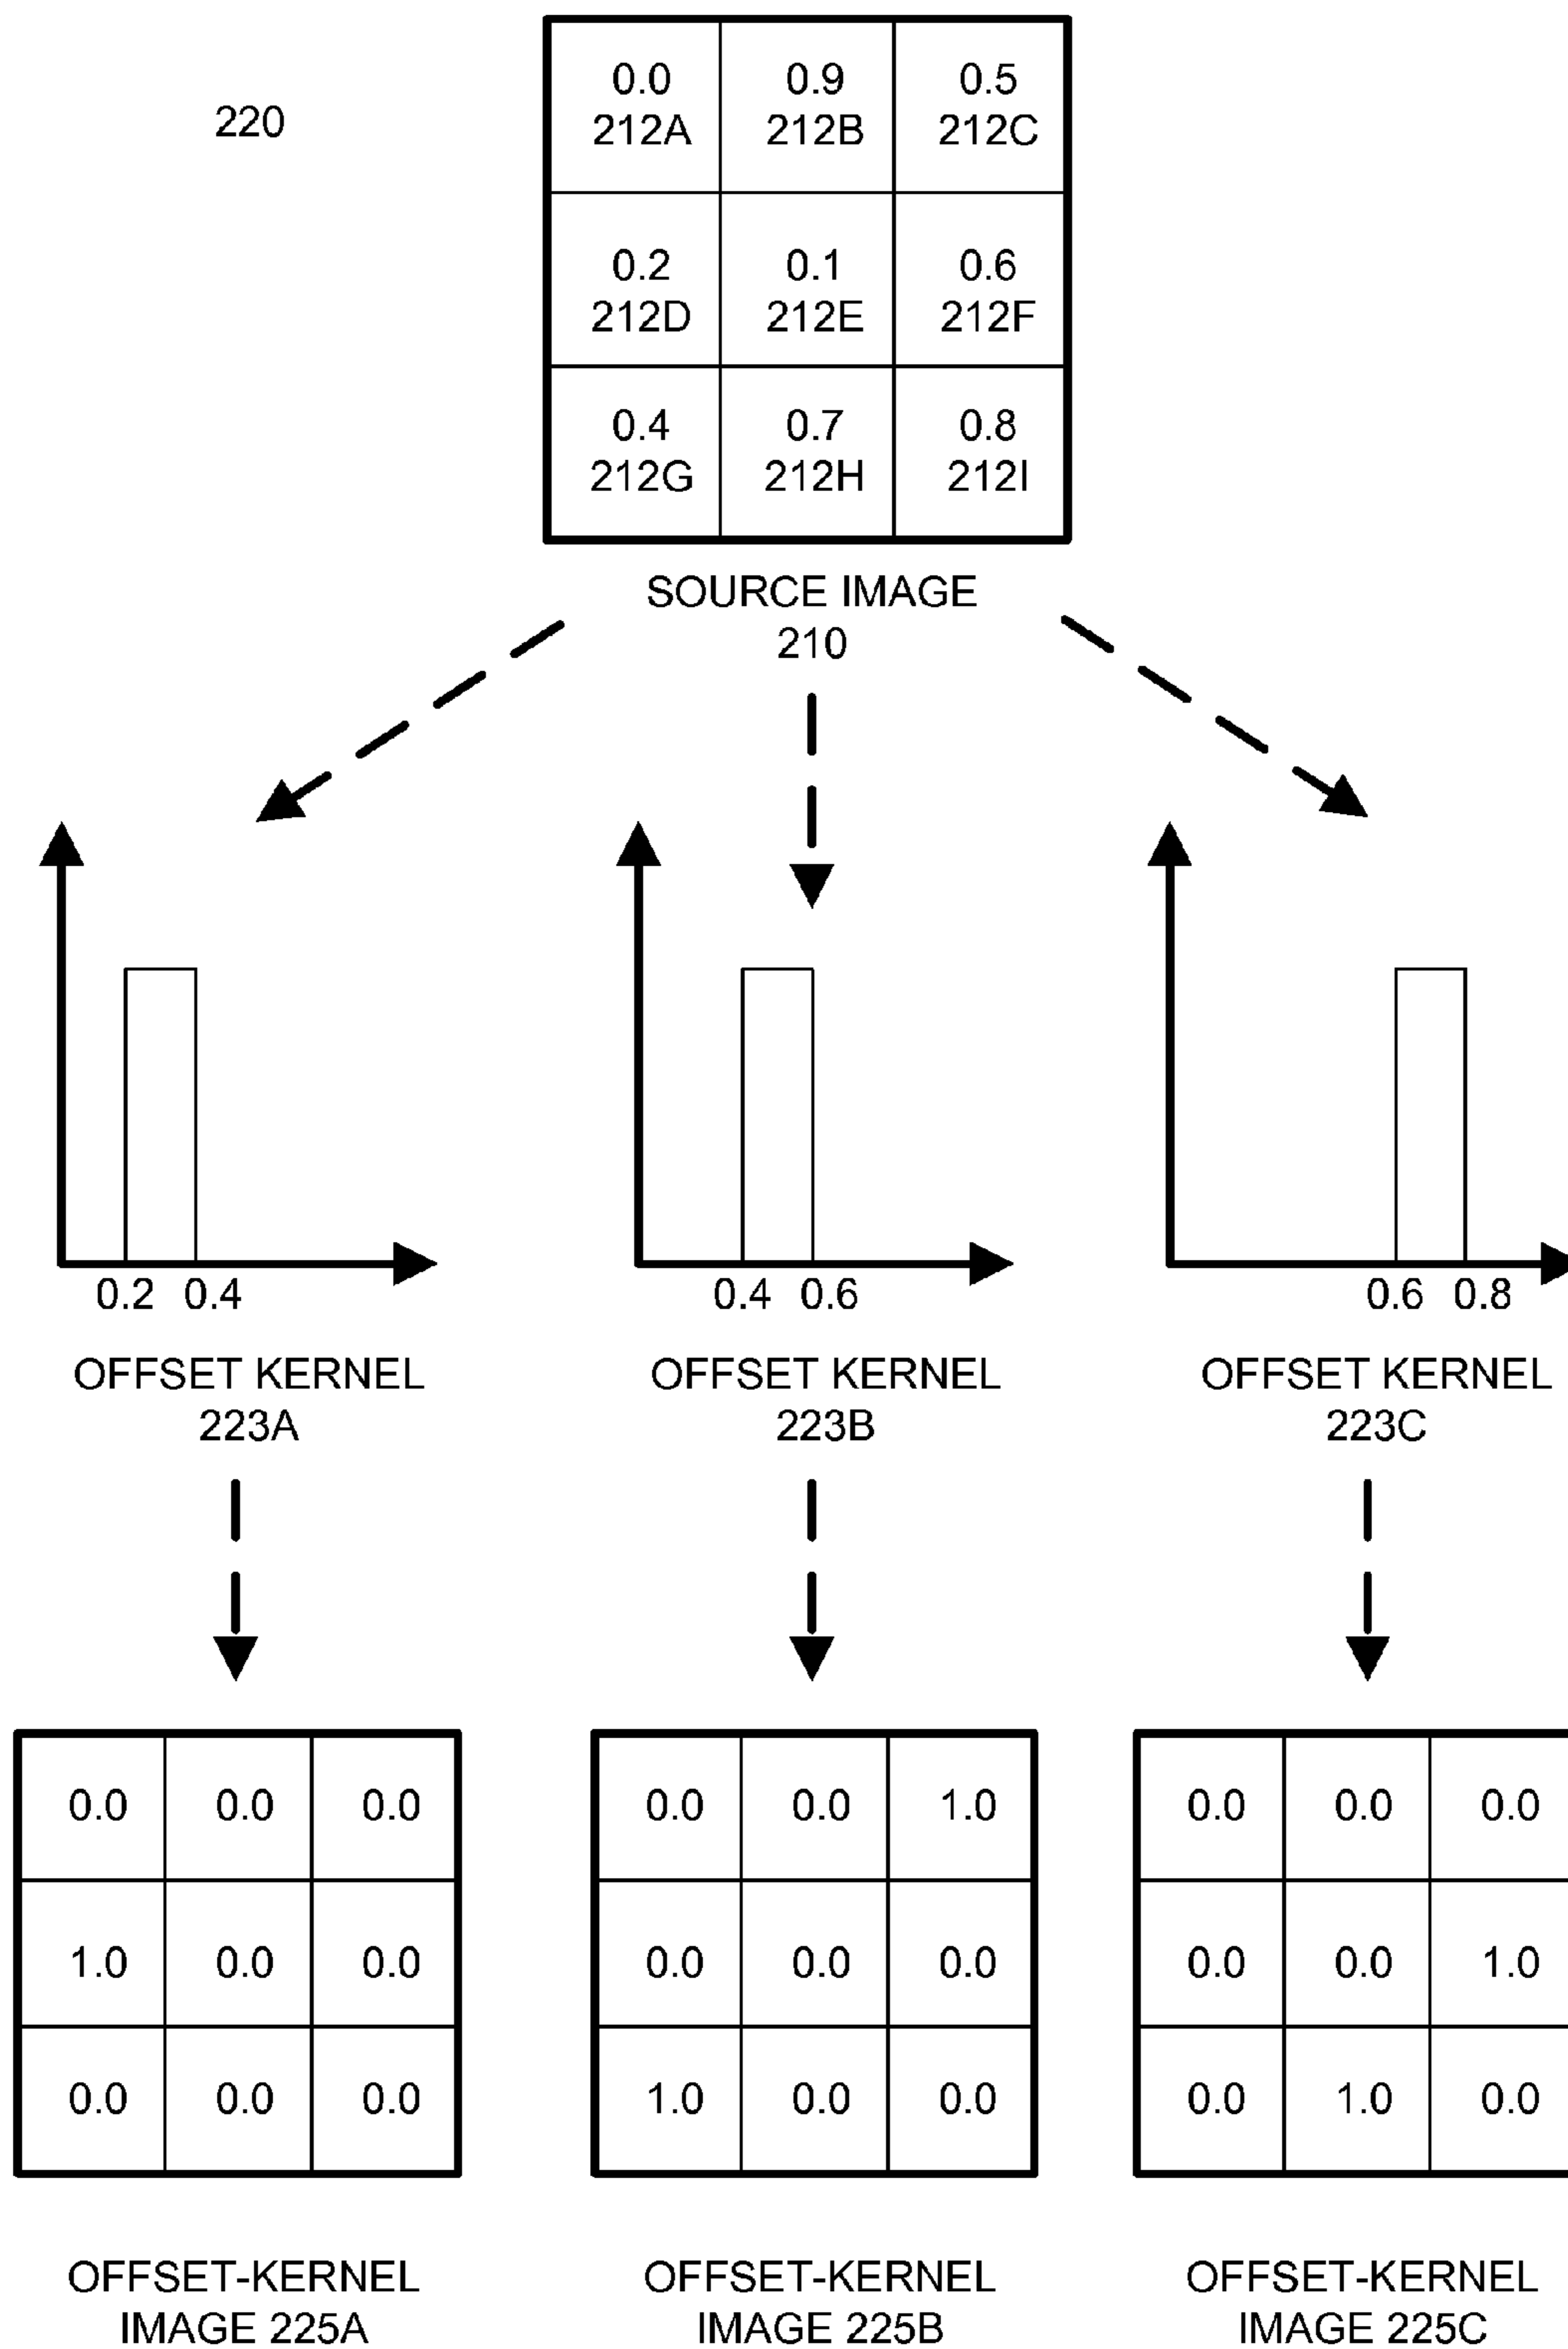 220
0.0 0.9 0.5
212A 212B 212C
0.2 0.1 0.6
212D 212E 212F
0.4 0.7 0.8
212G 212H 212I
SOURCE IMAGE
210
0.2 0.4 0.4 0.6 0.6 0.8
OFFSET KERNEL OFFSET KERNEL OFFSET KERNEL
223A 223B 223C
0.0 0.0 0.0 0.0 0.0 1.0 0.0 0.0 0.0
1.0 0.0 0.0 0.0 0.0 0.0 0.0 0.0 1.0
0.0 0.0 0.0 1.0 0.0 0.0 0.0 1.0 0.0
OFFSET-KERNEL OFFSET-KERNEL OFFSET-KERNEL
IMAGE 225A IMAGE 225B IMAGE 225C